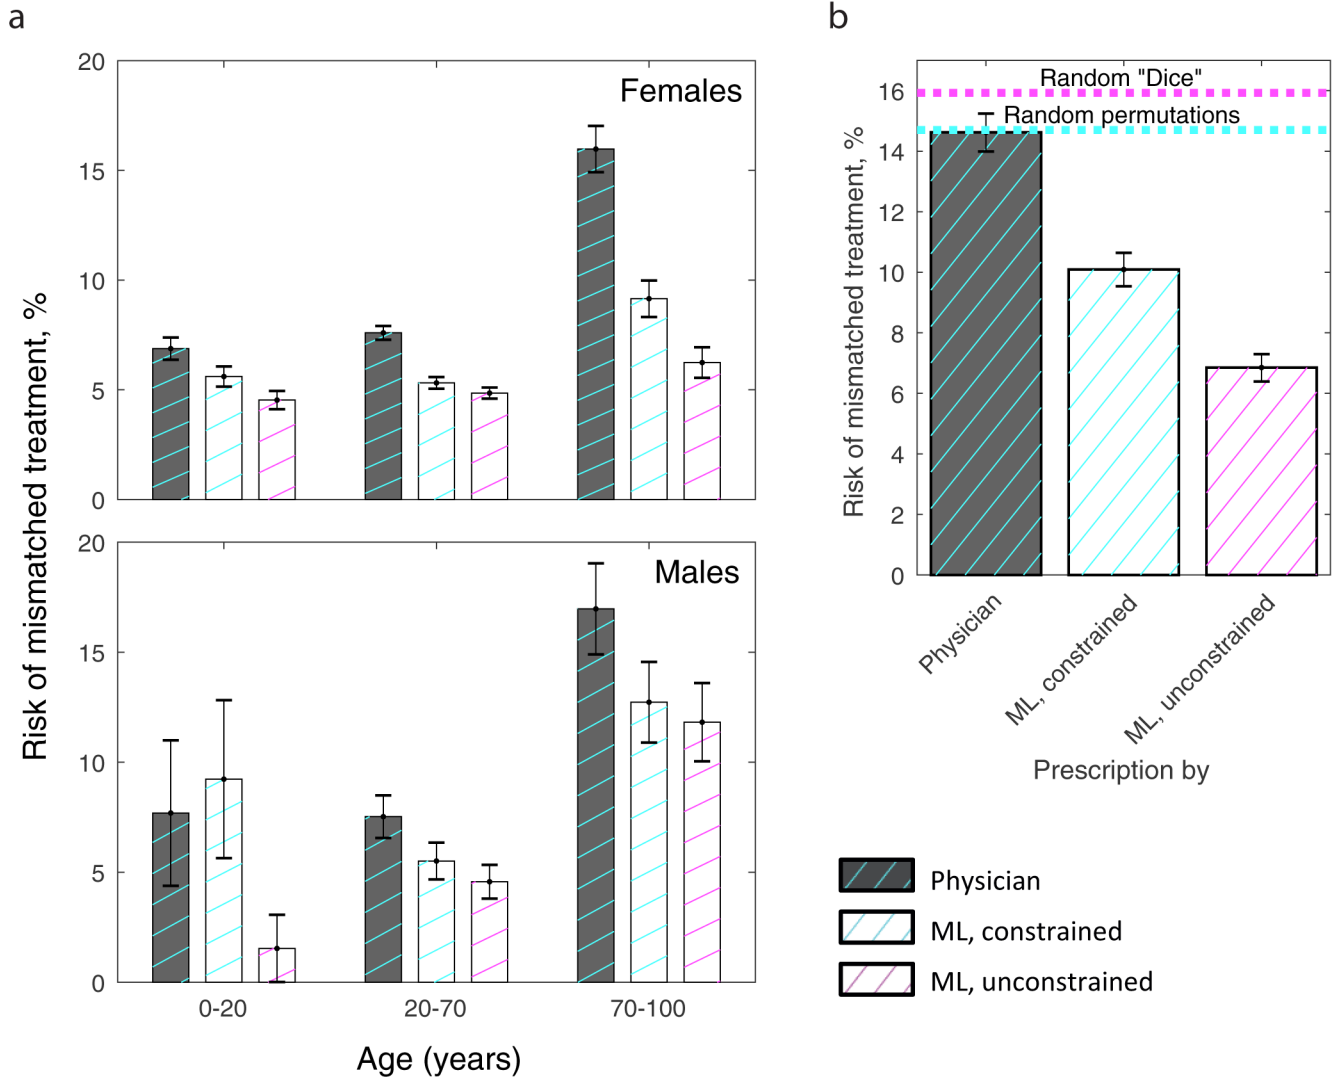 a
Risk of mismatched treatment, %
20
15
10
5
0
Females
20
15
10
5
0
Males
0-20
20-70
70-100
Age (years)
b
Risk of mismatched treatment, %
16
14
12
10
8
6
4
2
0
Random "Dice"
Random permutations
Physician
ML, constrained
ML, unconstrained
Prescription by
Physician
ML, constrained
ML, unconstrained